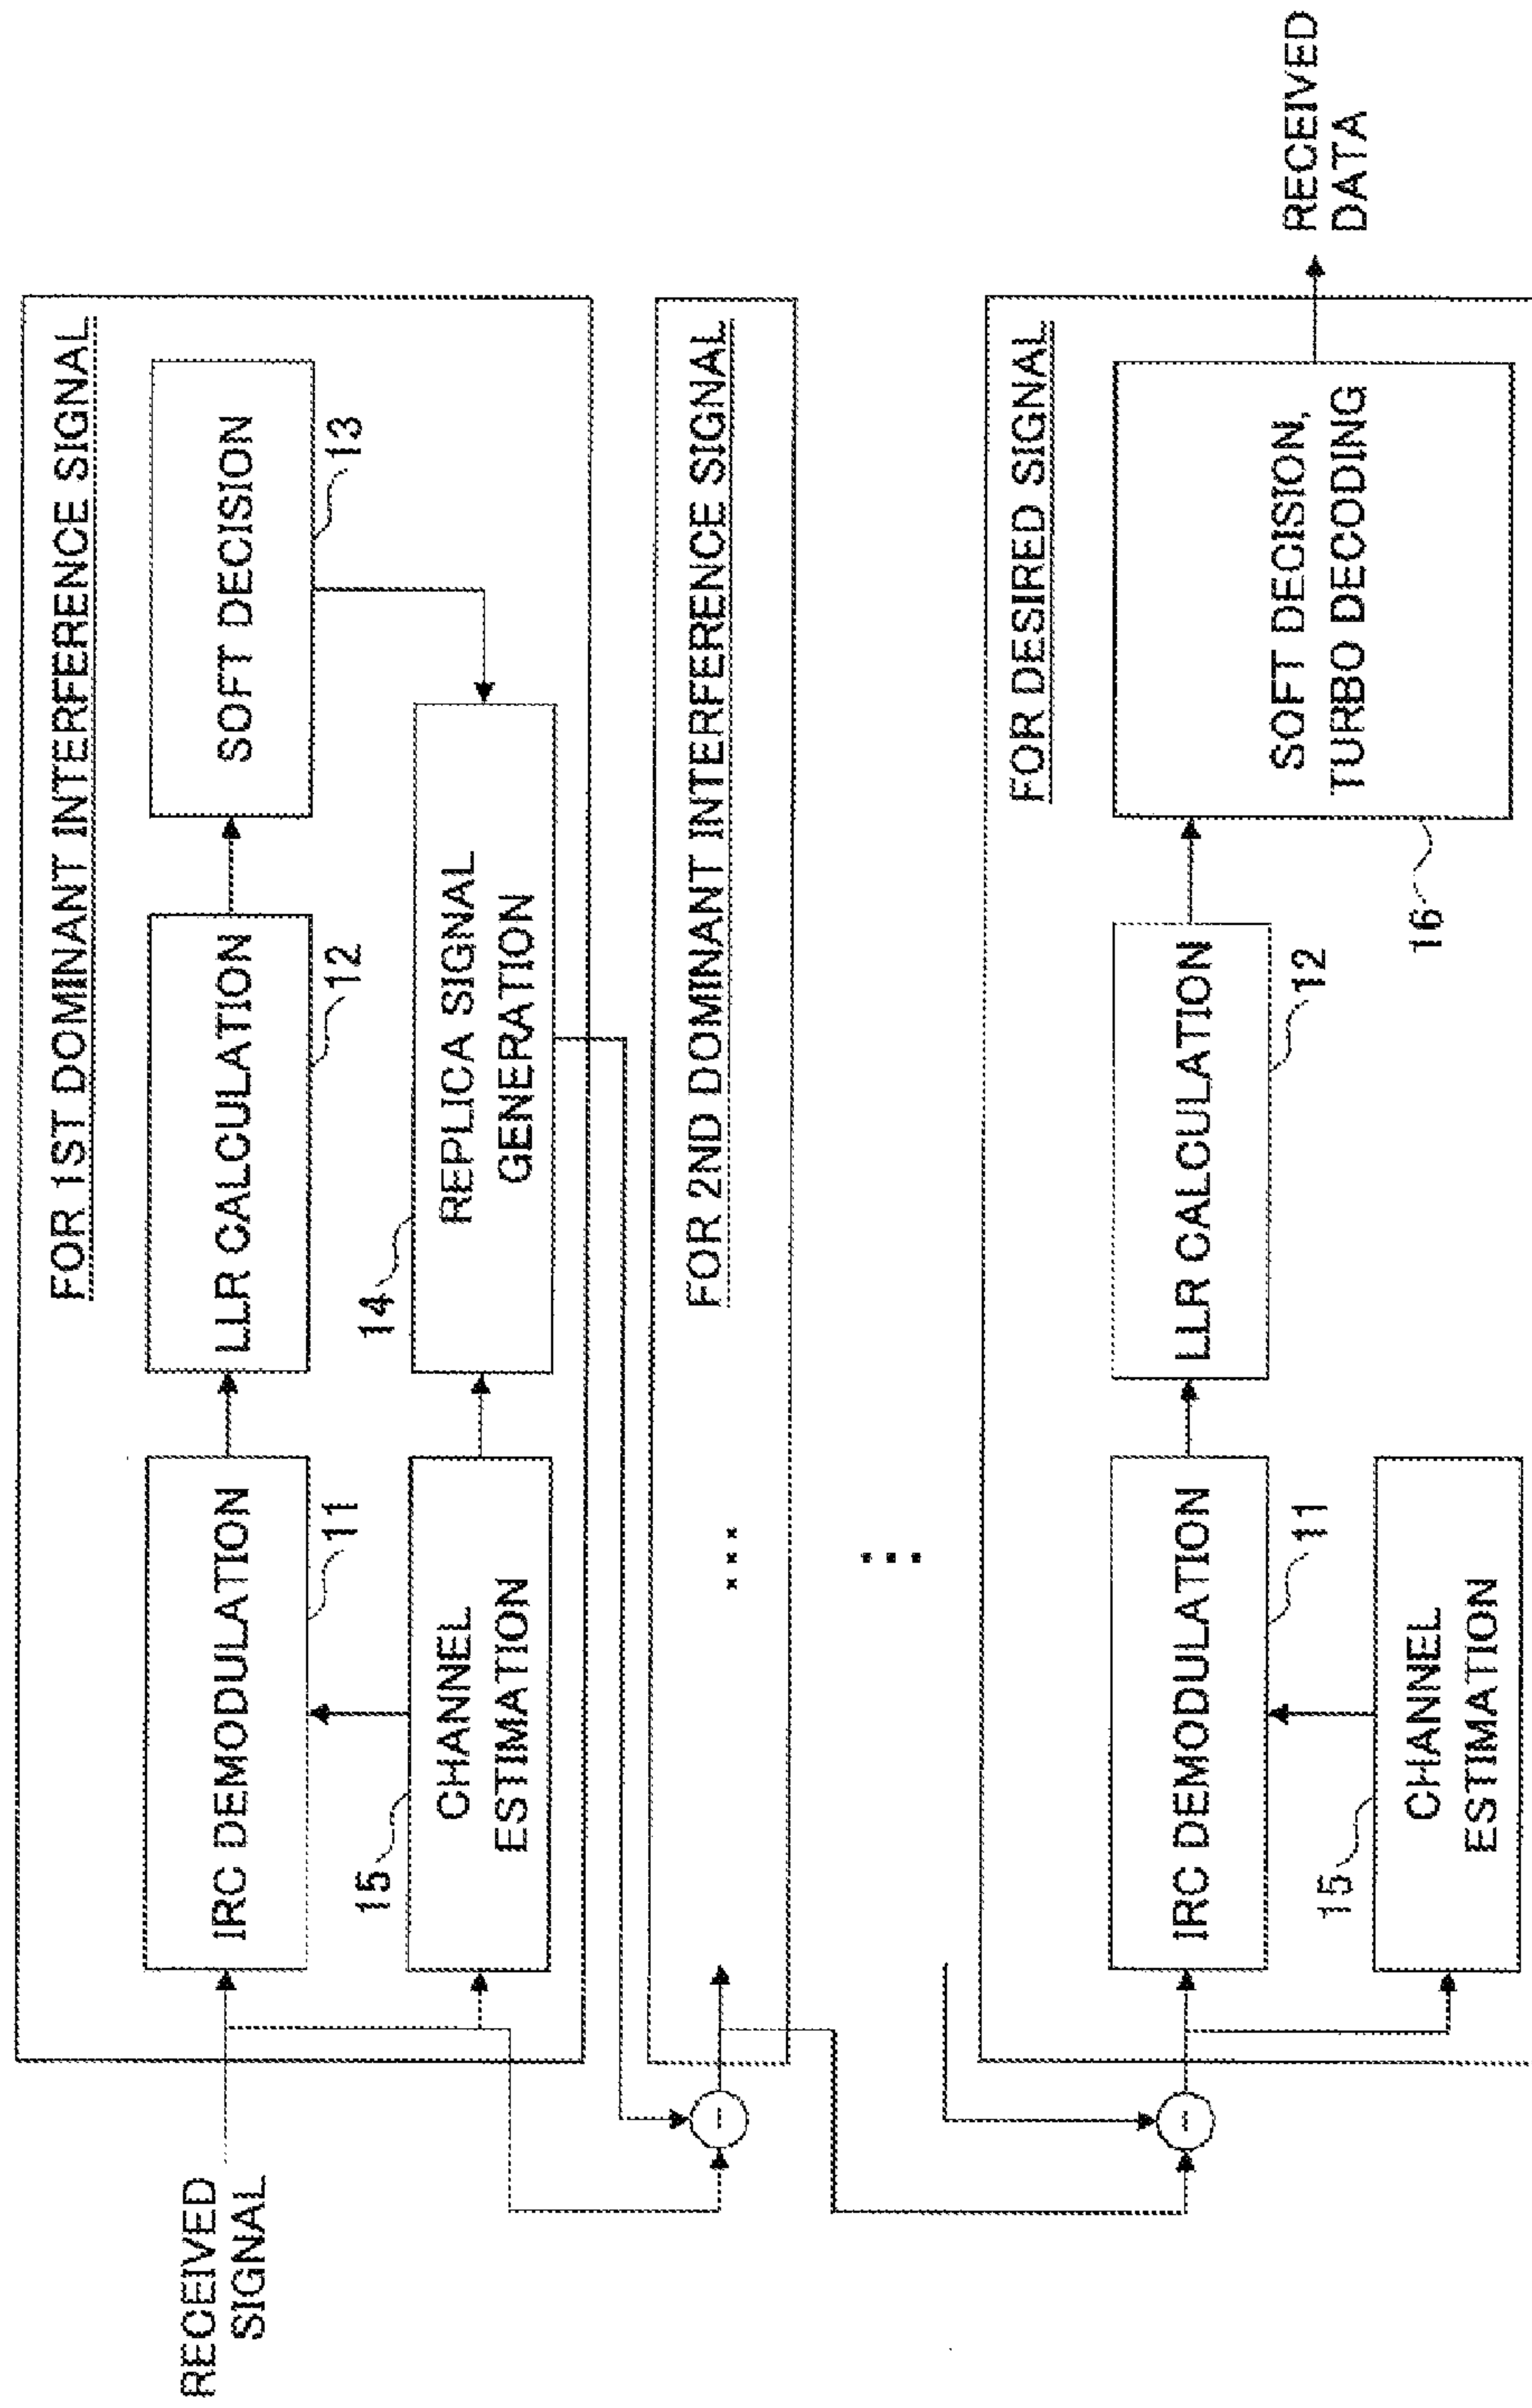 RECEIVED
SIGNAL
FOR 1ST DOMINANT INTERFERENCE SIGNAL
IRC DEMODULATION
11
LLR CALCULATION
12
SOFT DECISION
13
15
CHANNEL
ESTIMATION
14
REPLICA SIGNAL
GENERATION
-
FOR 2ND DOMINANT INTERFERENCE SIGNAL
...
...
-
FOR DESIRED SIGNAL
IRC DEMODULATION
11
LLR CALCULATION
12
SOFT DECISION,
TURBO DECODING
16
15
CHANNEL
ESTIMATION
RECEIVED
DATA